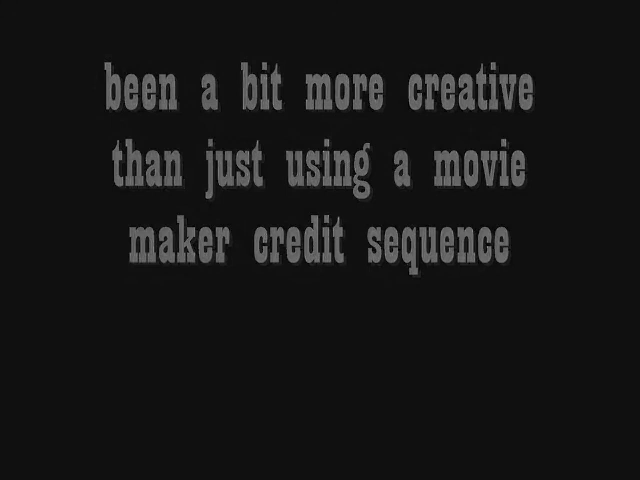 been a bit more creative
than just using a movie
maker credit sequence